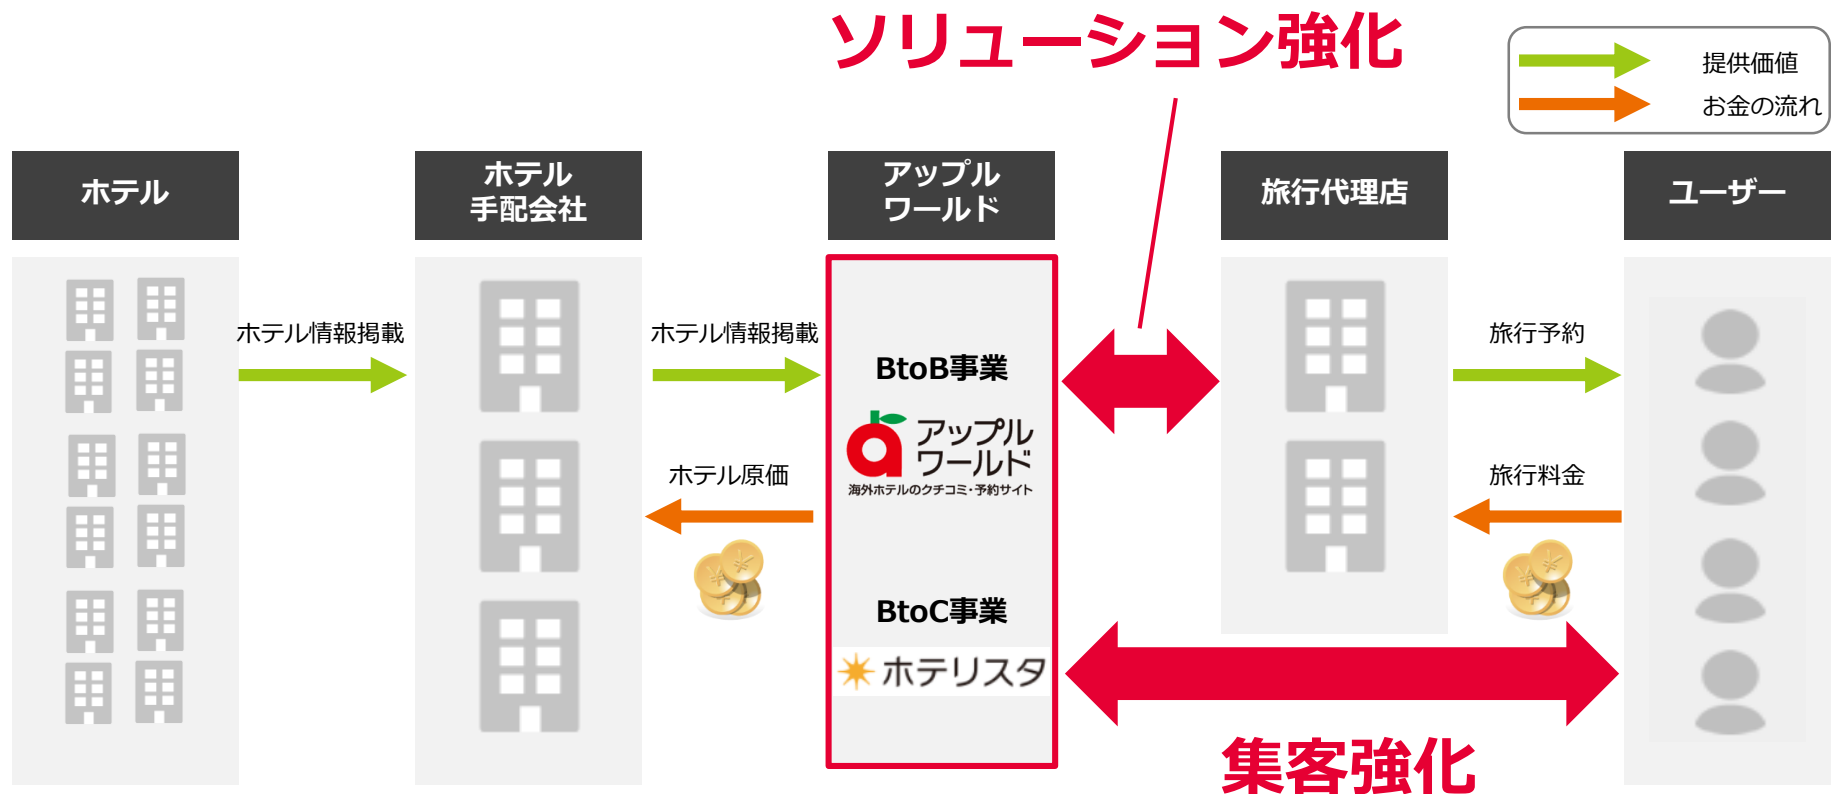 ソリューション強化
提供価値
お金の流れ
ホテル
ホテル
手配会社
アップル
ワールド
旅行代理店
ユーザー
ホテル情報掲載
ホテル情報掲載
旅行予約
BtoB事業
アップル
ワールド
海外ホテルのクチコミ・予約サイト
ホテル原価
旅行料金
BtoC事業
ホテリスタ
集客強化